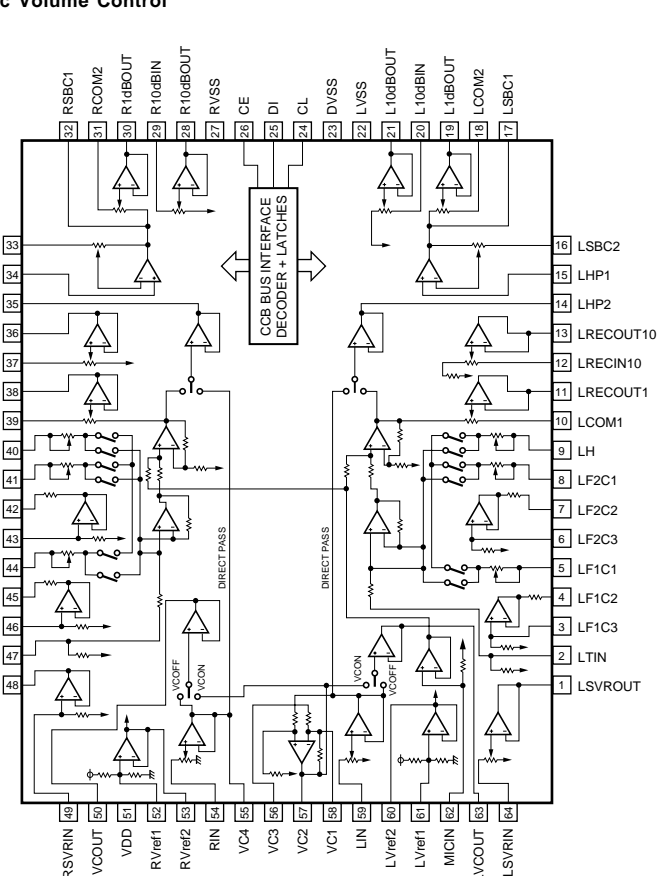 c Volume Control
RSBC1
RCOM2
R1dBOUT
R10dBIN
R10dBOUT
RVSS
CE
DI
CL
DVSS
LVSS
L10dBOUT
L10dBIN
L1dBOUT
LCOM2
LSBC1
32
31
30
29
28
27
26
25
24
23
22
21
20
19
18
17
CCB BUS INTERFACE
DECODER + LATCHES
33
34
35
36
37
38
39
40
41
42
43
44
45
46
47
48
16 LSBC2
15 LHP1
14 LHP2
13 LRECOUT10
12 LRECIN10
11 LRECOUT1
10 LCOM1
9 LH
8 LF2C1
7 LF2C2
6 LF2C3
5 LF1C1
4 LF1C2
3 LF1C3
2 LTIN
1 LSVROUT
DIRECT PASS
DIRECT PASS
VCOFF
VCON
VCON
VCOFF
49
50
51
52
53
54
55
56
57
58
59
60
61
62
63
64
RSVRIN
VCOUT
VDD
RVref1
RVref2
RIN
VC4
VC3
VC2
VC1
LIN
LVref2
LVref1
MICIN
LVCOUT
LSVRIN